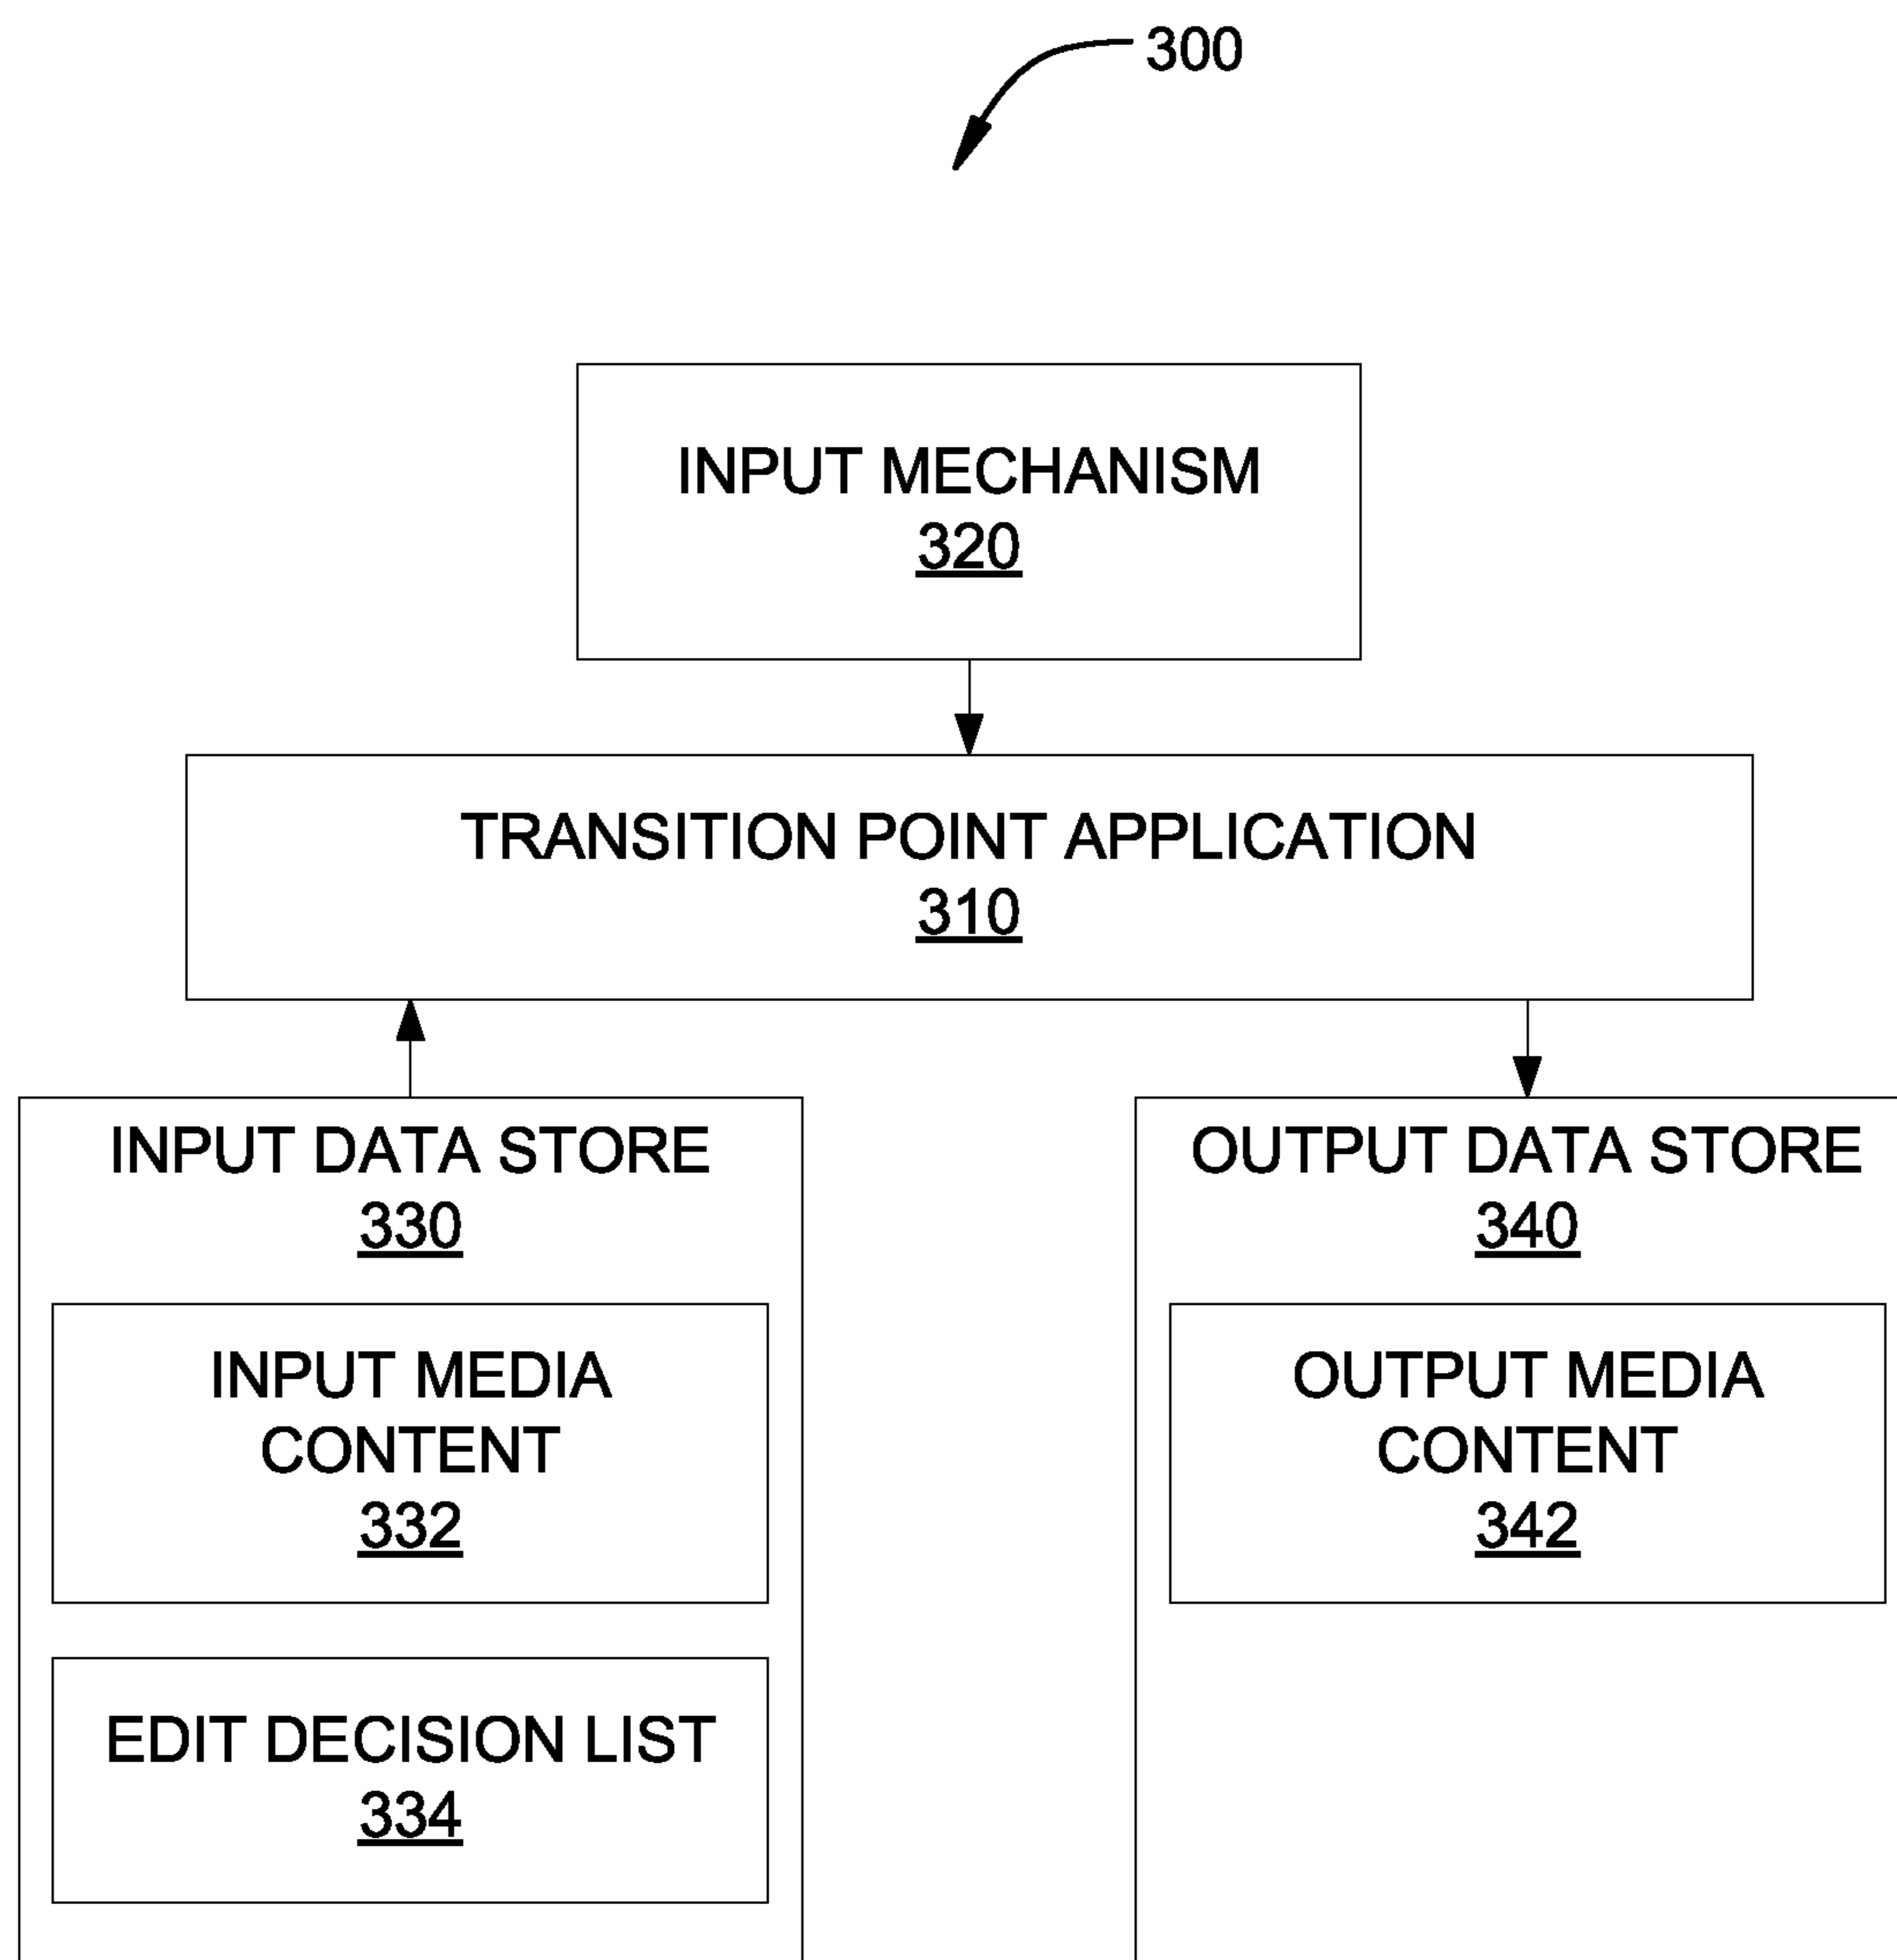 300
INPUT MECHANISM
320
TRANSITION POINT APPLICATION
310
INPUT DATA STORE
330
INPUT MEDIA
CONTENT
332
EDIT DECISION LIST
334
OUTPUT DATA STORE
340
OUTPUT MEDIA
CONTENT
342